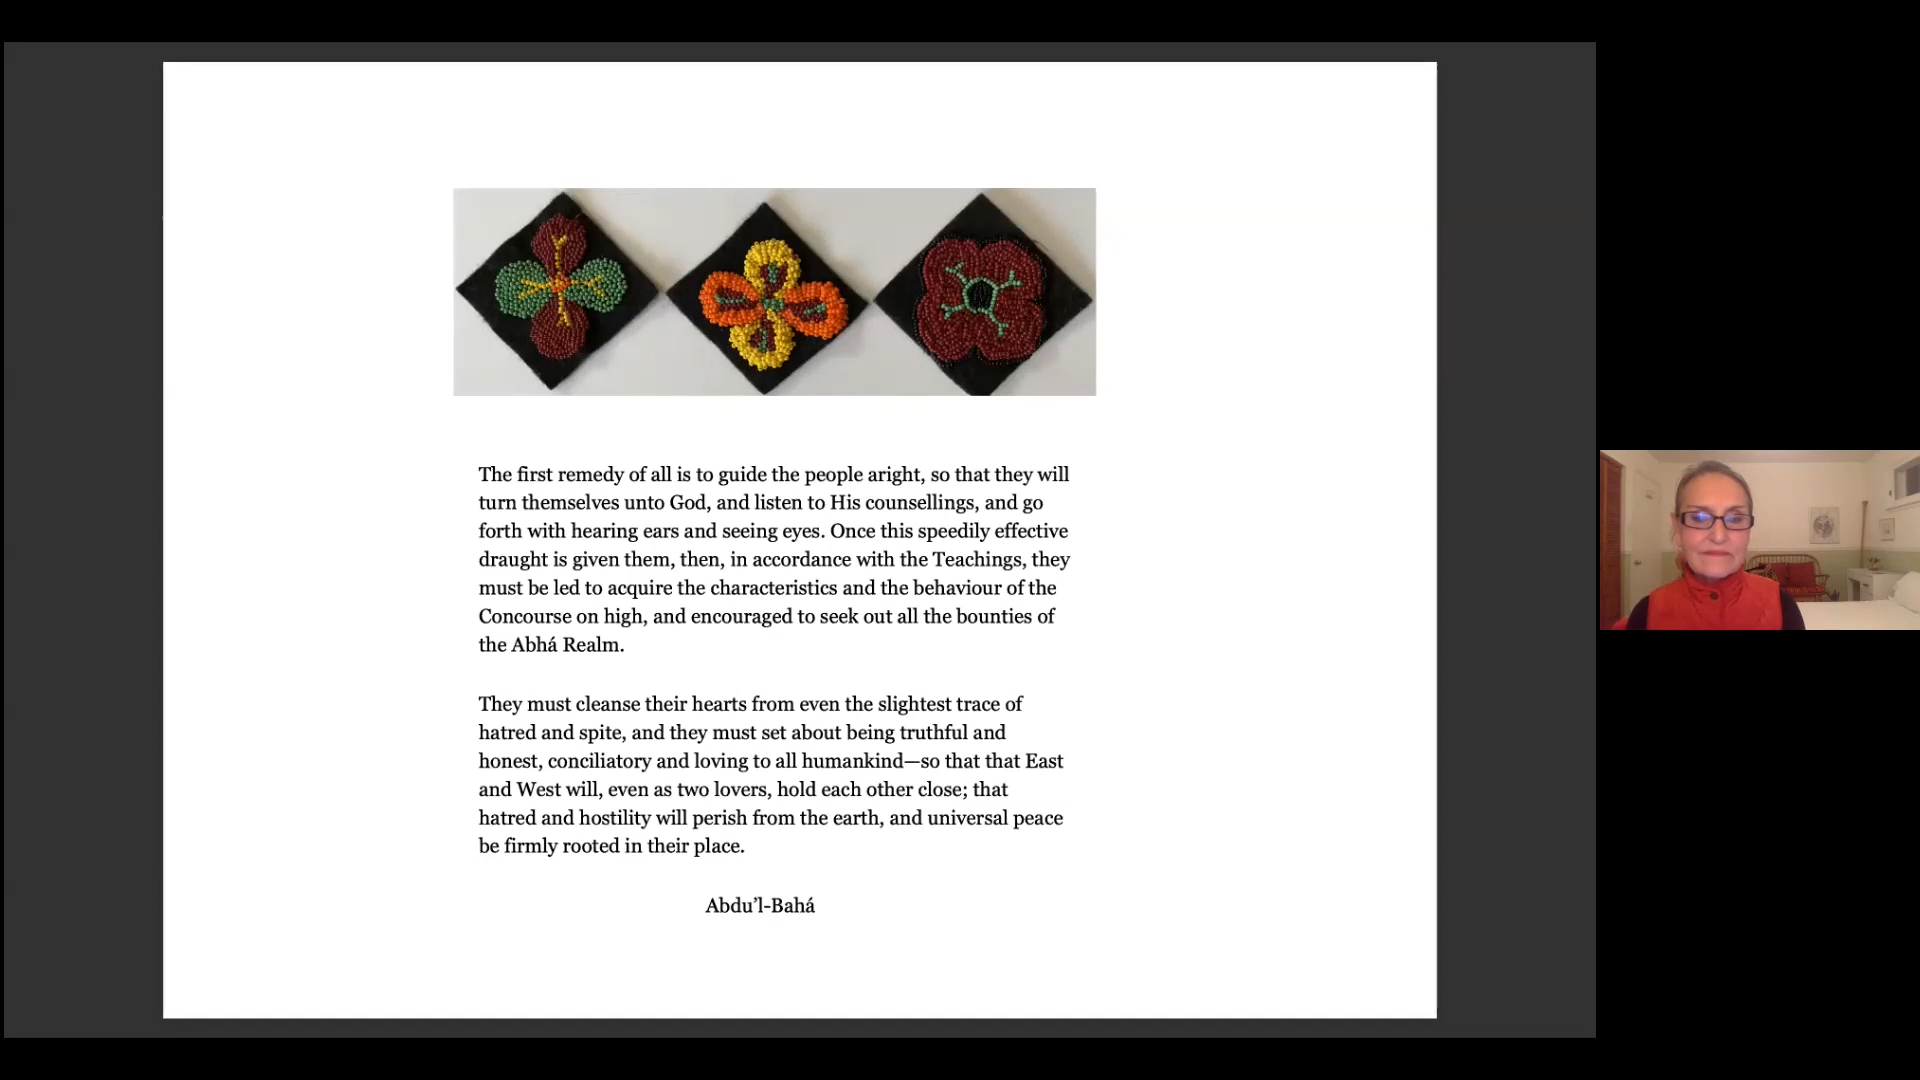 The first remedy of all is to guide the people aright, so that they will
turn themselves unto God, and listen to His counsellings, and go
forth with hearing ears and seeing eyes. Once this speedily effective
draught is given them, then, in accordance with the Teachings, they
must be led to acquire the characteristics and the behaviour of the
Concourse on high, and encouraged to seek out all the bounties of
the Abhá Realm.
They must cleanse their hearts from even the slightest trace of
hatred and spite, and they must set about being truthful and
honest, conciliatory and loving to all humankind—so that that East
and West will, even as two lovers, hold each other close; that
hatred and hostility will perish from the earth, and universal peace
be firmly rooted in their place.
Abdu’l-Bahá